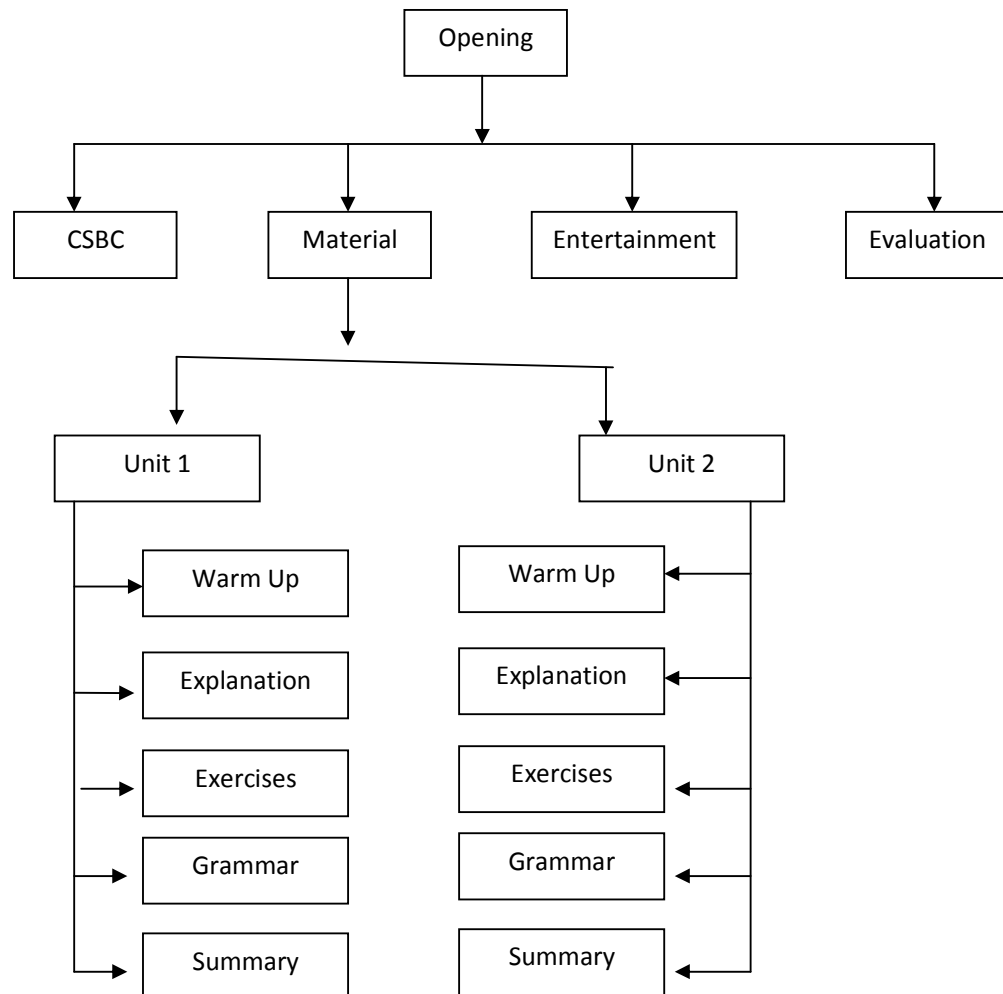 Opening
CSBC
Material
Entertainment
Evaluation
Unit 1
Unit 2
Warm Up
Explanation
Exercises
Grammar
Summary
Warm Up
Explanation
Exercises
Grammar
Summary